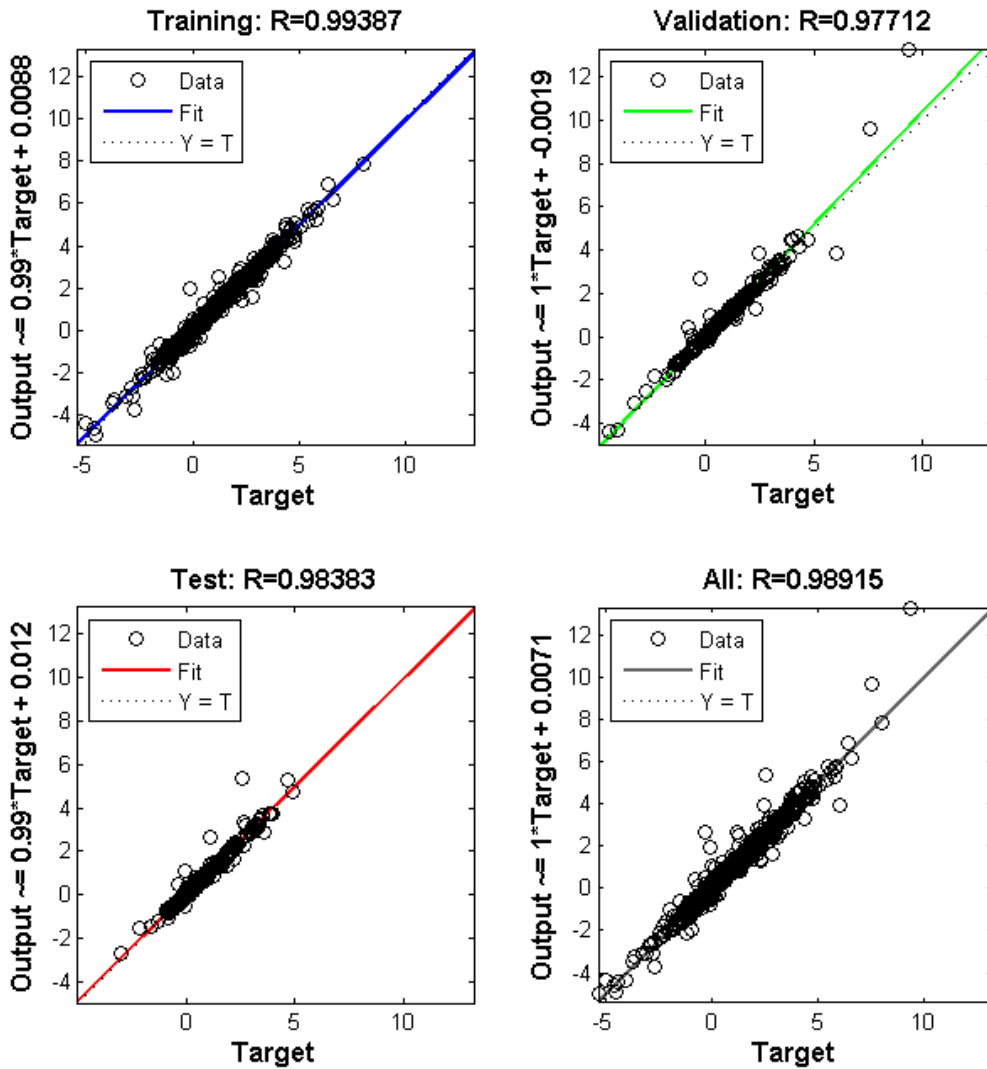 Training: R=0.99387
Output ~= 0.99*Target + 0.0088
12
10
8
6
4
2
0
-2
-4
Data
Fit
Y = T
-5
0
5
10
Target
Validation: R=0.97712
Output ~= 1*Target + -0.0019
12
10
8
6
4
2
0
-2
-4
Data
Fit
Y = T
0
5
10
Target
Test: R=0.98383
Output ~= 0.99*Target + 0.012
12
10
8
6
4
2
0
-2
-4
Data
Fit
Y = T
0
5
10
Target
All: R=0.98915
Output ~= 1*Target + 0.0071
12
10
8
6
4
2
0
-2
-4
Data
Fit
Y = T
-5
0
5
10
Target